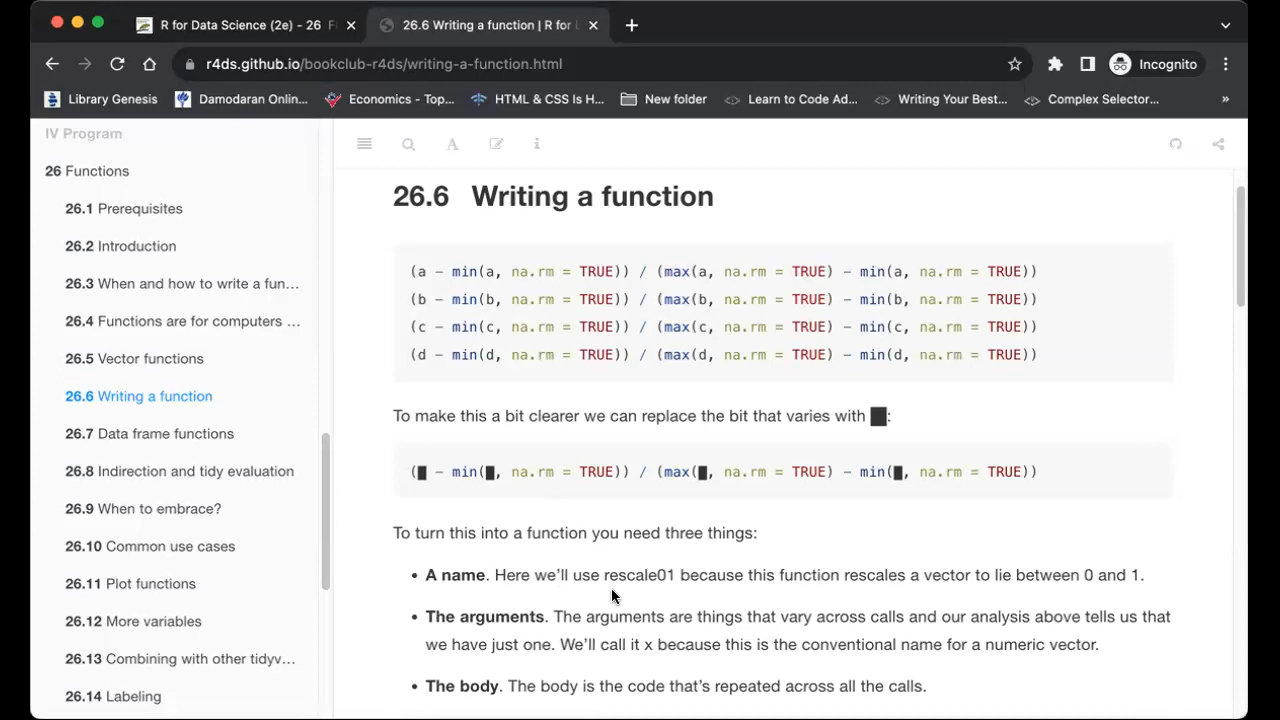 R for Data Science (2e) - 26 Fi
26.6 Writing a function | R for D
r4ds.github.io/bookclub-r4ds/writing-a-function.html
Incognito
Library Genesis
Damodaran Onlin...
Economics - Top...
HTML & CSS Is H...
New folder
Learn to Code Ad...
Writing Your Best...
Complex Selector...
»
IV Program
26 Functions
26.1 Prerequisites
26.2 Introduction
26.3 When and how to write a fun...
26.4 Functions are for computers ...
26.5 Vector functions
26.6 Writing a function
26.7 Data frame functions
26.8 Indirection and tidy evaluation
26.9 When to embrace?
26.10 Common use cases
26.11 Plot functions
26.12 More variables
26.13 Combining with other tidyv...
26.14 Labeling
26.6 Writing a function
(a - min(a, na.rm = TRUE)) / (max(a, na.rm = TRUE) - min(a, na.rm = TRUE))
(b - min(b, na.rm = TRUE)) / (max(b, na.rm = TRUE) - min(b, na.rm = TRUE))
(c - min(c, na.rm = TRUE)) / (max(c, na.rm = TRUE) - min(c, na.rm = TRUE))
(d - min(d, na.rm = TRUE)) / (max(d, na.rm = TRUE) - min(d, na.rm = TRUE))
To make this a bit clearer we can replace the bit that varies with █:
(█ - min(█, na.rm = TRUE)) / (max(█, na.rm = TRUE) - min(█, na.rm = TRUE))
To turn this into a function you need three things:
• A name. Here we'll use rescale01 because this function rescales a vector to lie between 0 and 1.
• The arguments. The arguments are things that vary across calls and our analysis above tells us that
we have just one. We'll call it x because this is the conventional name for a numeric vector.
• The body. The body is the code that's repeated across all the calls.